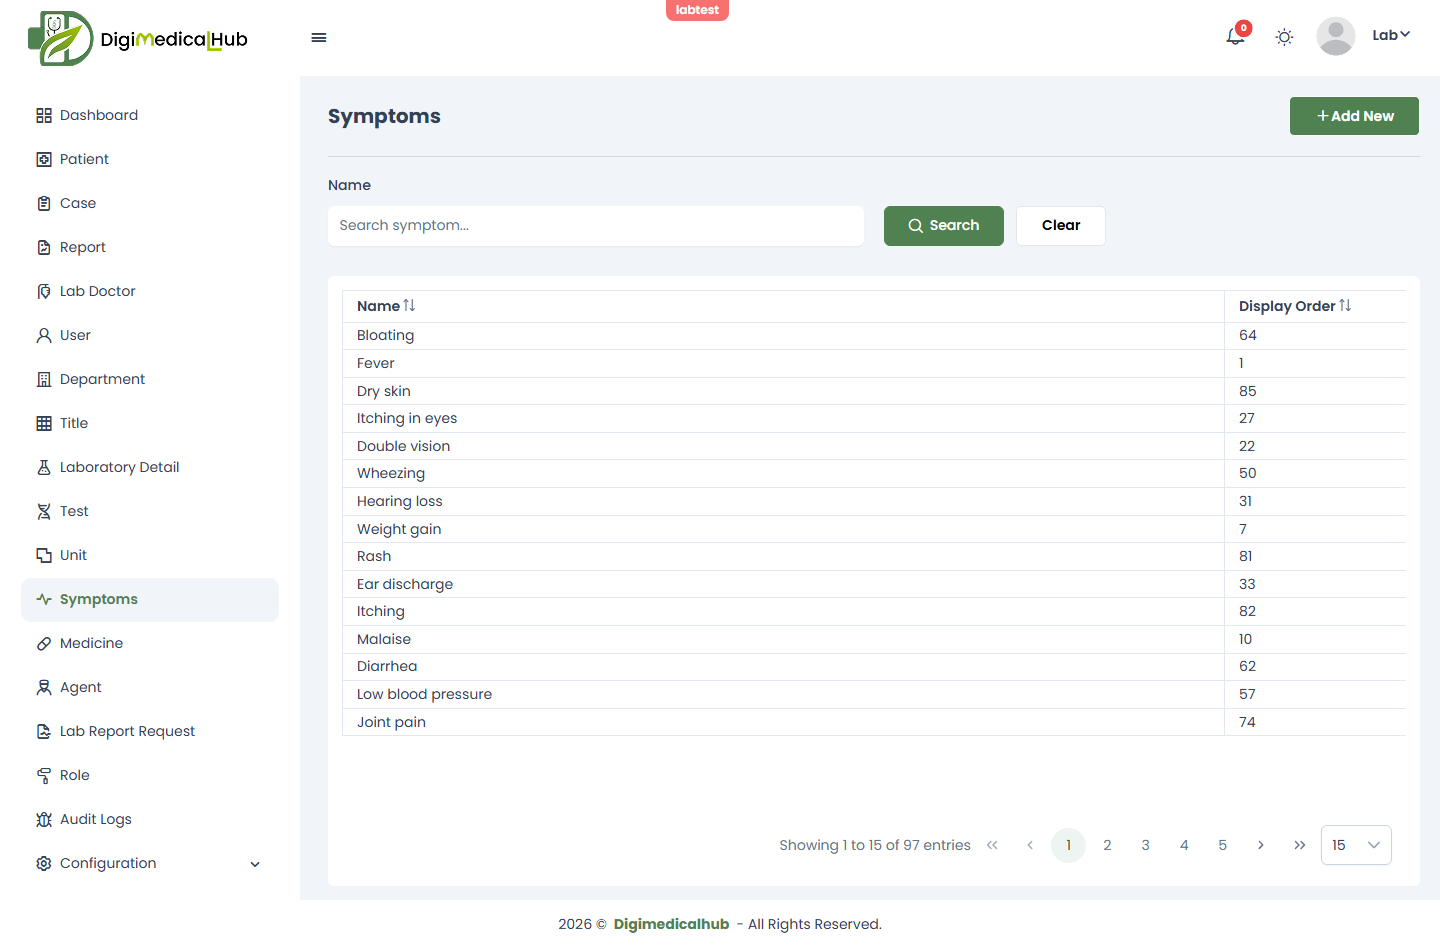 labtest
DigiMedicalHub
0
Lab
Dashboard
Patient
Case
Report
Lab Doctor
User
Department
Title
Laboratory Detail
Test
Unit
Symptoms
Medicine
Agent
Lab Report Request
Role
Audit Logs
Configuration
Symptoms
+ Add New
Name
Search symptom...
Search
Clear
Name Display Order
Bloating 64
Fever 1
Dry skin 85
Itching in eyes 27
Double vision 22
Wheezing 50
Hearing loss 31
Weight gain 7
Rash 81
Ear discharge 33
Itching 82
Malaise 10
Diarrhea 62
Low blood pressure 57
Joint pain 74
Showing 1 to 15 of 97 entries « ‹ 1 2 3 4 5 › » 15
2026 © Digimedicalhub - All Rights Reserved.